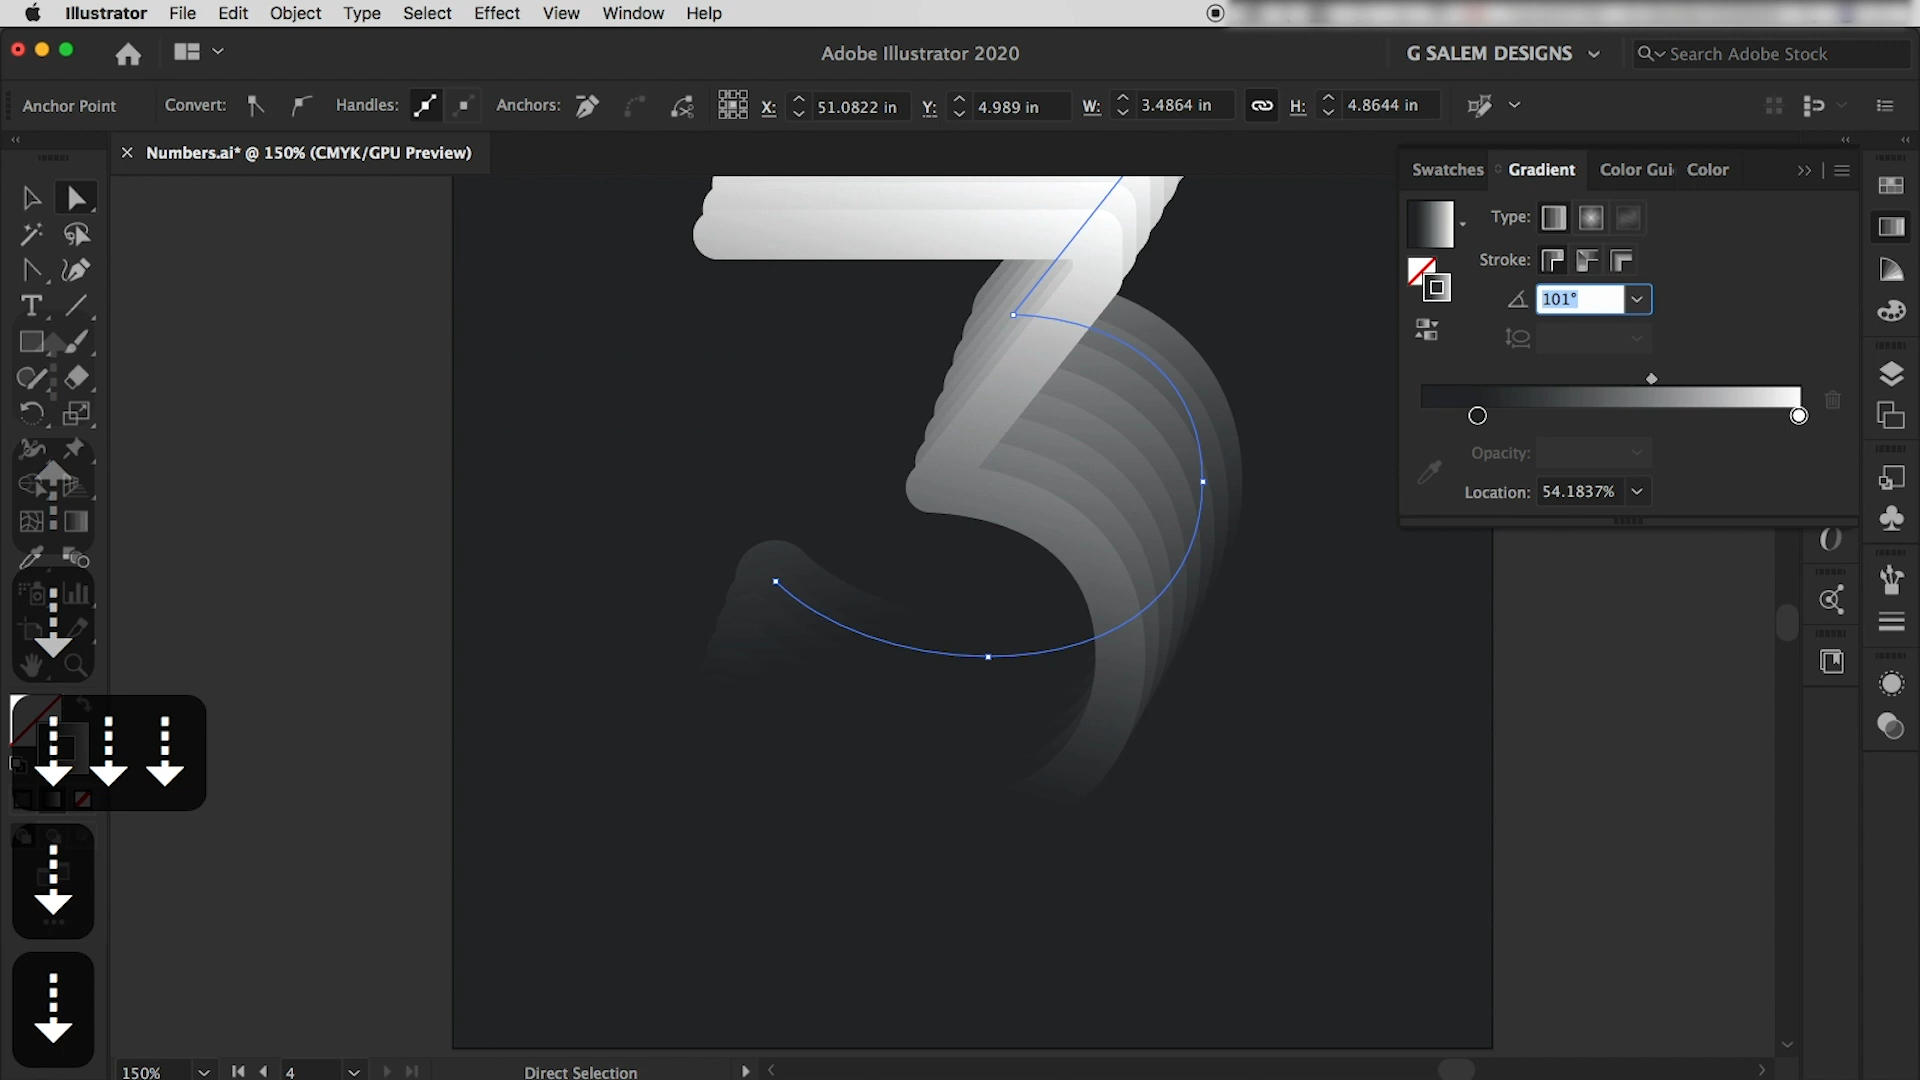 Illustrator File Edit Object Type Select Effect View Window Help
Adobe Illustrator 2020
G SALEM DESIGNS
Search Adobe Stock
Anchor Point Convert: Handles: Anchors: X: 51.0822 in Y: 4.989 in W: 3.4864 in H: 4.8644 in
Numbers.ai* @ 150% (CMYK/GPU Preview)
Swatches Gradient Color Gui Color
Type:
Stroke:
101°
Opacity:
Location: 54.1837%
150% 4 Direct Selection